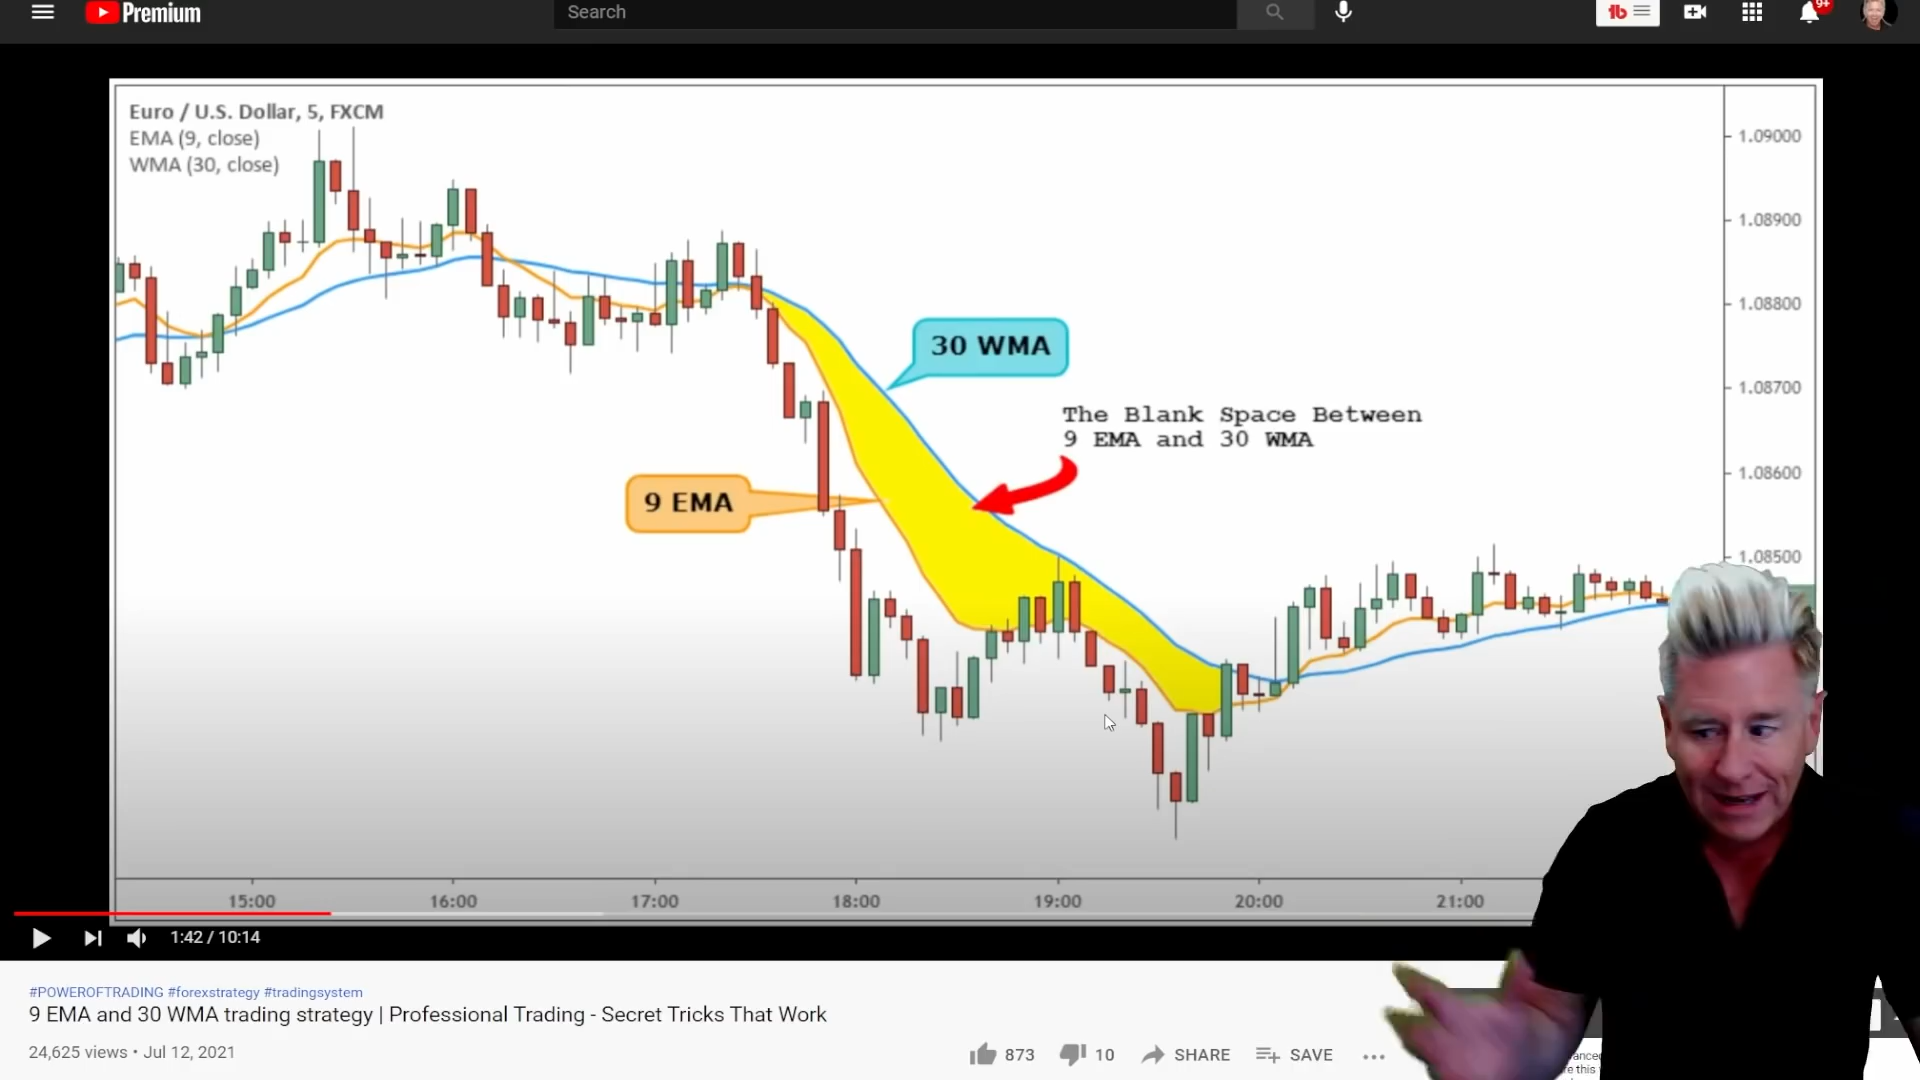 Premium
Search
9+
Euro / U.S. Dollar, 5, FXCM
EMA (9, close)
WMA (30, close)
1.09000
1.08900
1.08800
1.08700
1.08600
1.08500
30 WMA
The Blank Space Between
9 EMA and 30 WMA
9 EMA
15:00
16:00
17:00
18:00
19:00
20:00
21:00
1:42 / 10:14
#POWEROFTRADING #forexstrategy #tradingsystem
9 EMA and 30 WMA trading strategy | Professional Trading - Secret Tricks That Work
24,625 views • Jul 12, 2021
873
10
SHARE
SAVE